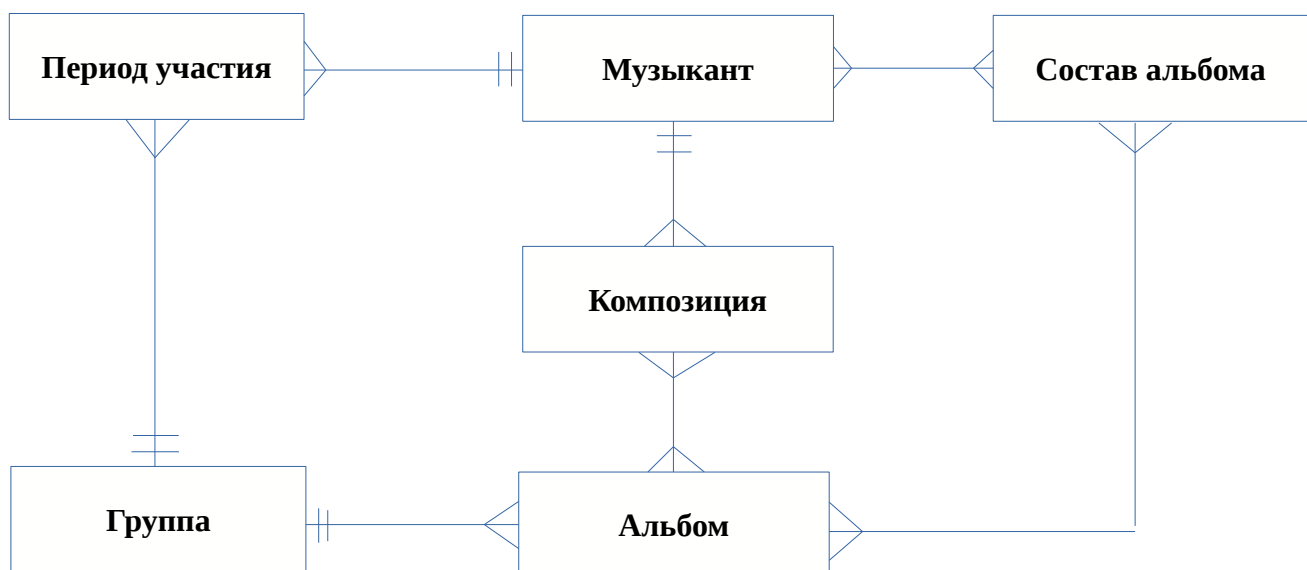 Период участия
Музыкант
Состав альбома
Композиция
Группа
Альбом